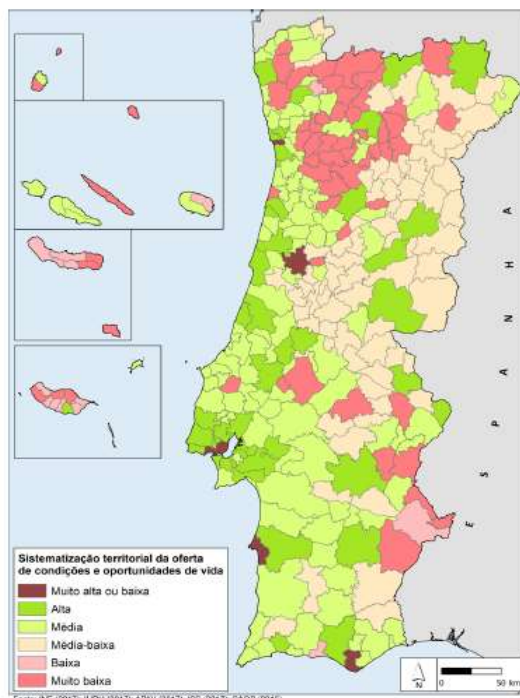 A
H
N
A
P
S
E
Sistematização territorial da oferta
de condições e oportunidades de vida
Muito alta ou baixa
Alta
Média
Média-baixa
Baixa
Muito baixa
N
0 50 km